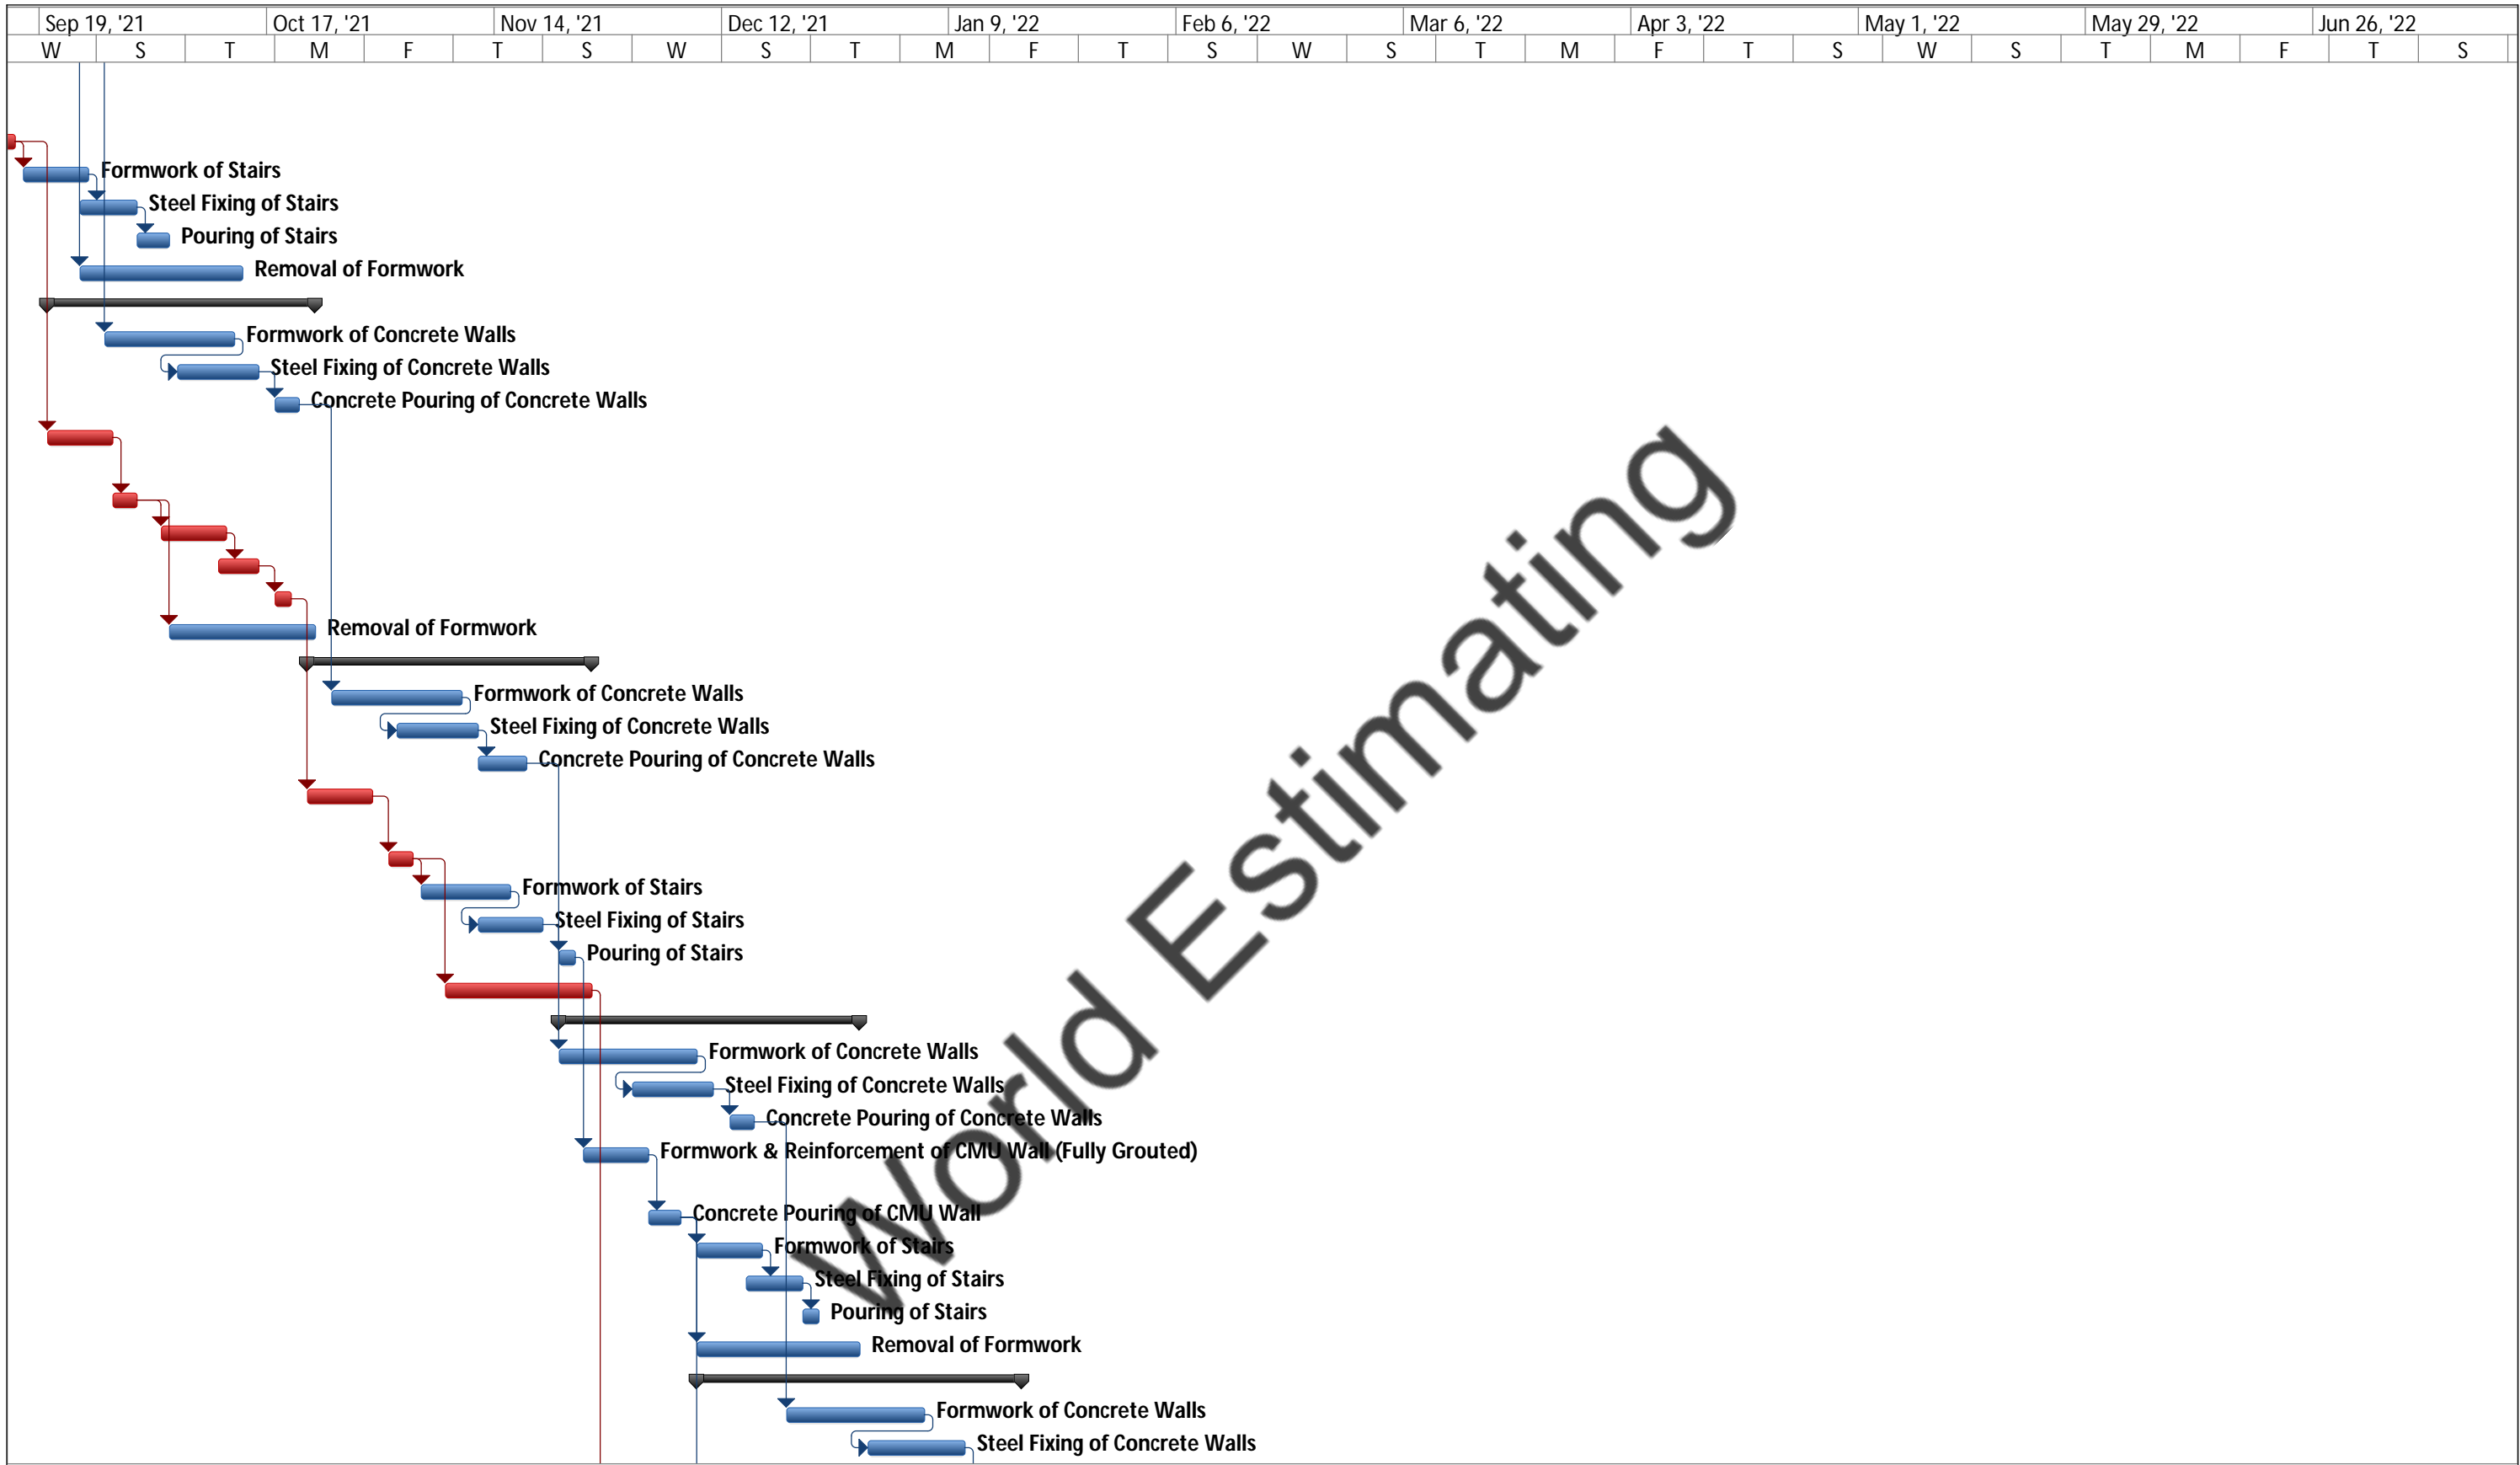 Sep 19, '21 Oct 17, '21 Nov 14, '21 Dec 12, '21 Jan 9, '22 Feb 6, '22 Mar 6, '22 Apr 3, '22 May 1, '22 May 29, '22 Jun 26, '22
W S T M F T S W S T M F T S W S T M F T S W S T M F T S
Formwork of Stairs
Steel Fixing of Stairs
Pouring of Stairs
Removal of Formwork
Formwork of Concrete Walls
Steel Fixing of Concrete Walls
Concrete Pouring of Concrete Walls
Removal of Formwork
Formwork of Concrete Walls
Steel Fixing of Concrete Walls
Concrete Pouring of Concrete Walls
Formwork of Stairs
Steel Fixing of Stairs
Pouring of Stairs
Formwork of Concrete Walls
Steel Fixing of Concrete Walls
Concrete Pouring of Concrete Walls
Formwork & Reinforcement of CMU Wall (Fully Grouted)
Concrete Pouring of CMU Wall
Formwork of Stairs
Steel Fixing of Stairs
Pouring of Stairs
Removal of Formwork
Formwork of Concrete Walls
Steel Fixing of Concrete Walls
World Estimating